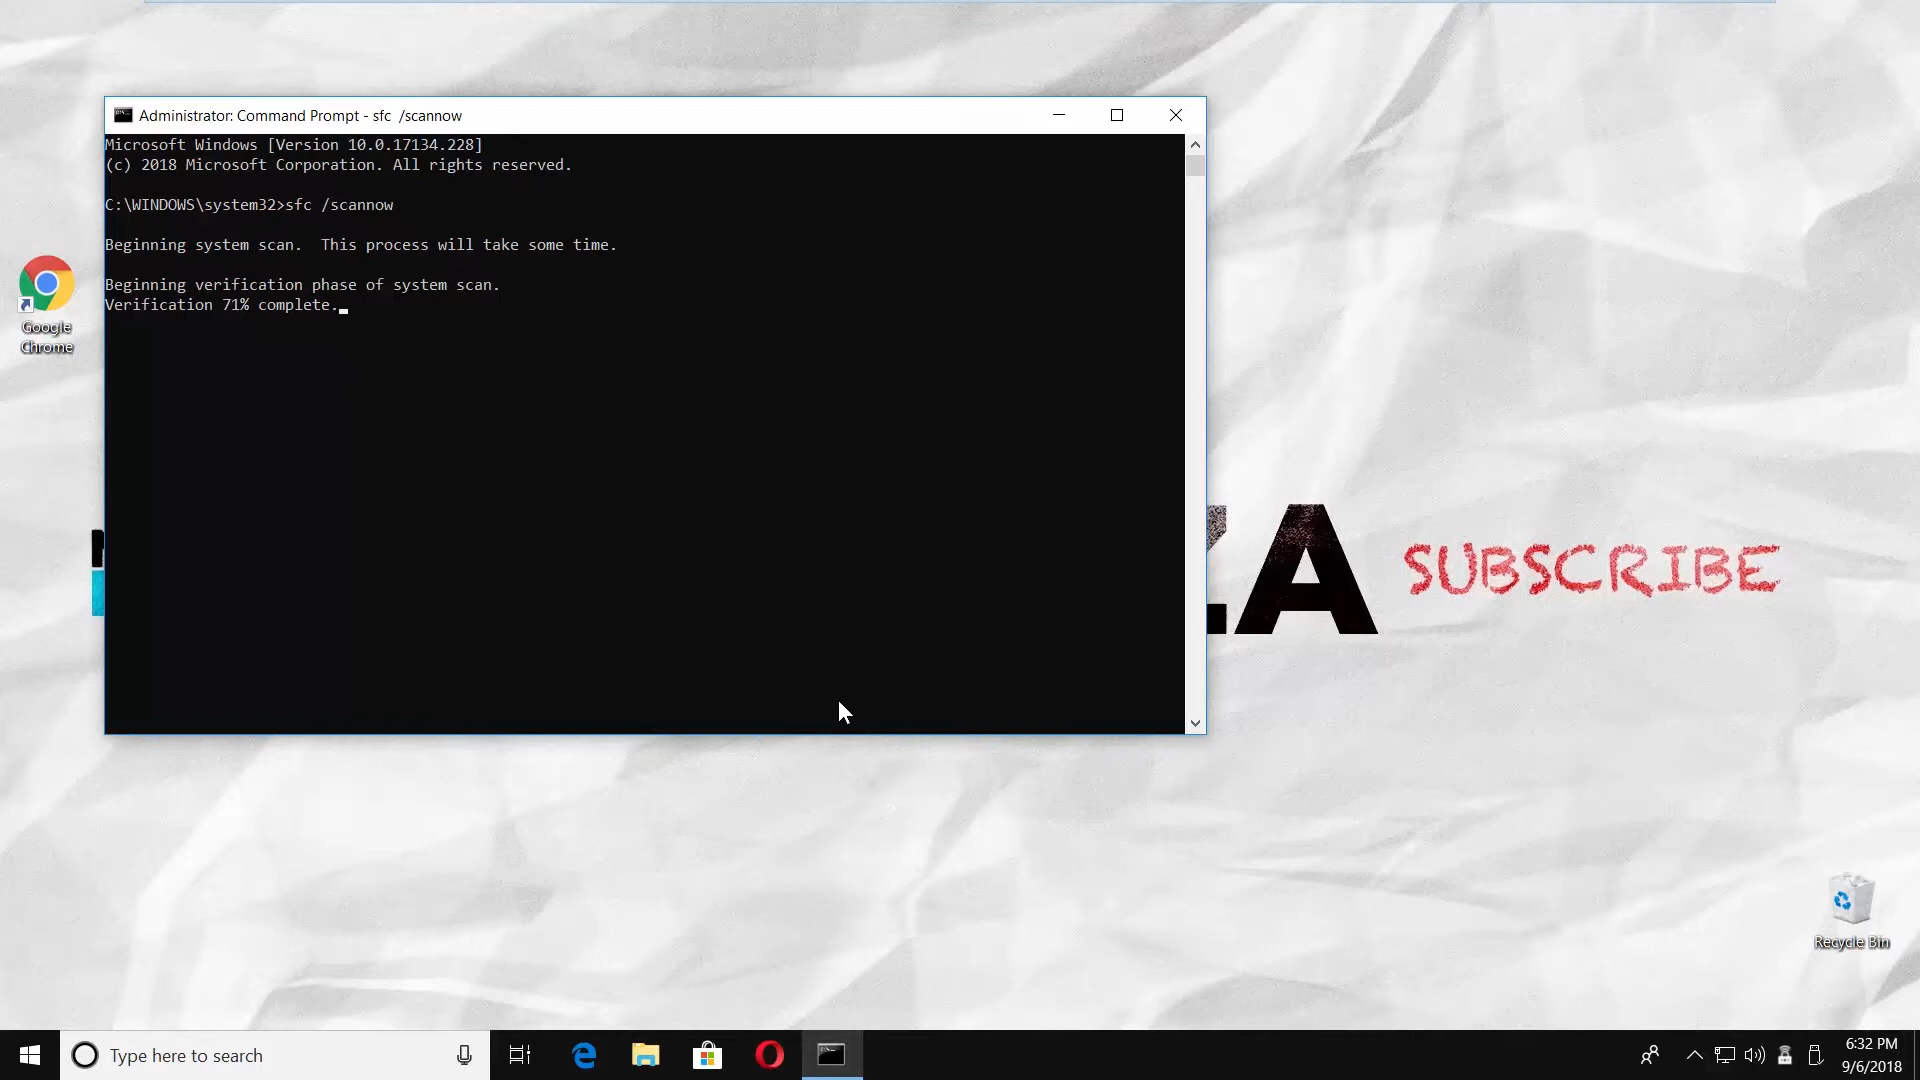 Administrator: Command Prompt - sfc  /scannow
Microsoft Windows [Version 10.0.17134.228]
(c) 2018 Microsoft Corporation. All rights reserved.
C:\WINDOWS\system32>sfc /scannow
Beginning system scan.  This process will take some time.
Beginning verification phase of system scan.
Verification 71% complete.
Google
Chrome
ZA
SUBSCRIBE
Recycle Bin
Type here to search
6:32 PM
9/6/2018